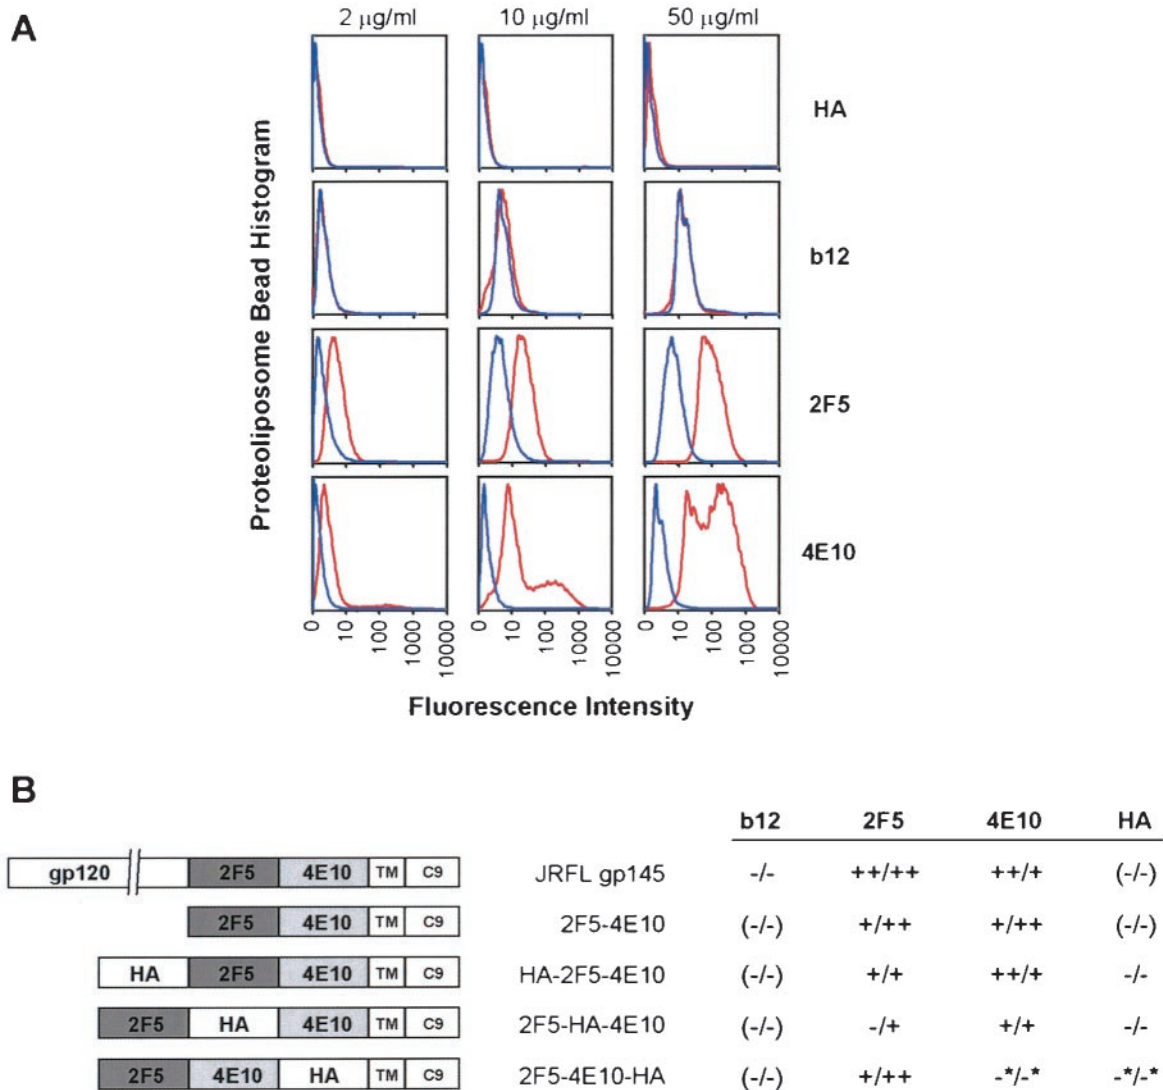 A
2 μg/ml 10 μg/ml 50 μg/ml
Proteoliposome Bead Histogram
HA
b12
2F5
4E10
0 10 100 1000 10000 0 10 100 1000 10000 0 10 100 1000 10000
Fluorescence Intensity
B
b12 2F5 4E10 HA
gp120 2F5 4E10 TM C9 JRFL gp145 -/- ++/++ ++/+ (-/-)
2F5 4E10 TM C9 2F5-4E10 (-/-) +/++ +/++ (-/-)
HA 2F5 4E10 TM C9 HA-2F5-4E10 (-/-) +/+ ++/+ -/-
2F5 HA 4E10 TM C9 2F5-HA-4E10 (-/-) -/+ +/+ -/-
2F5 4E10 HA TM C9 2F5-4E10-HA (-/-) +/++ -*/-* -*/-*